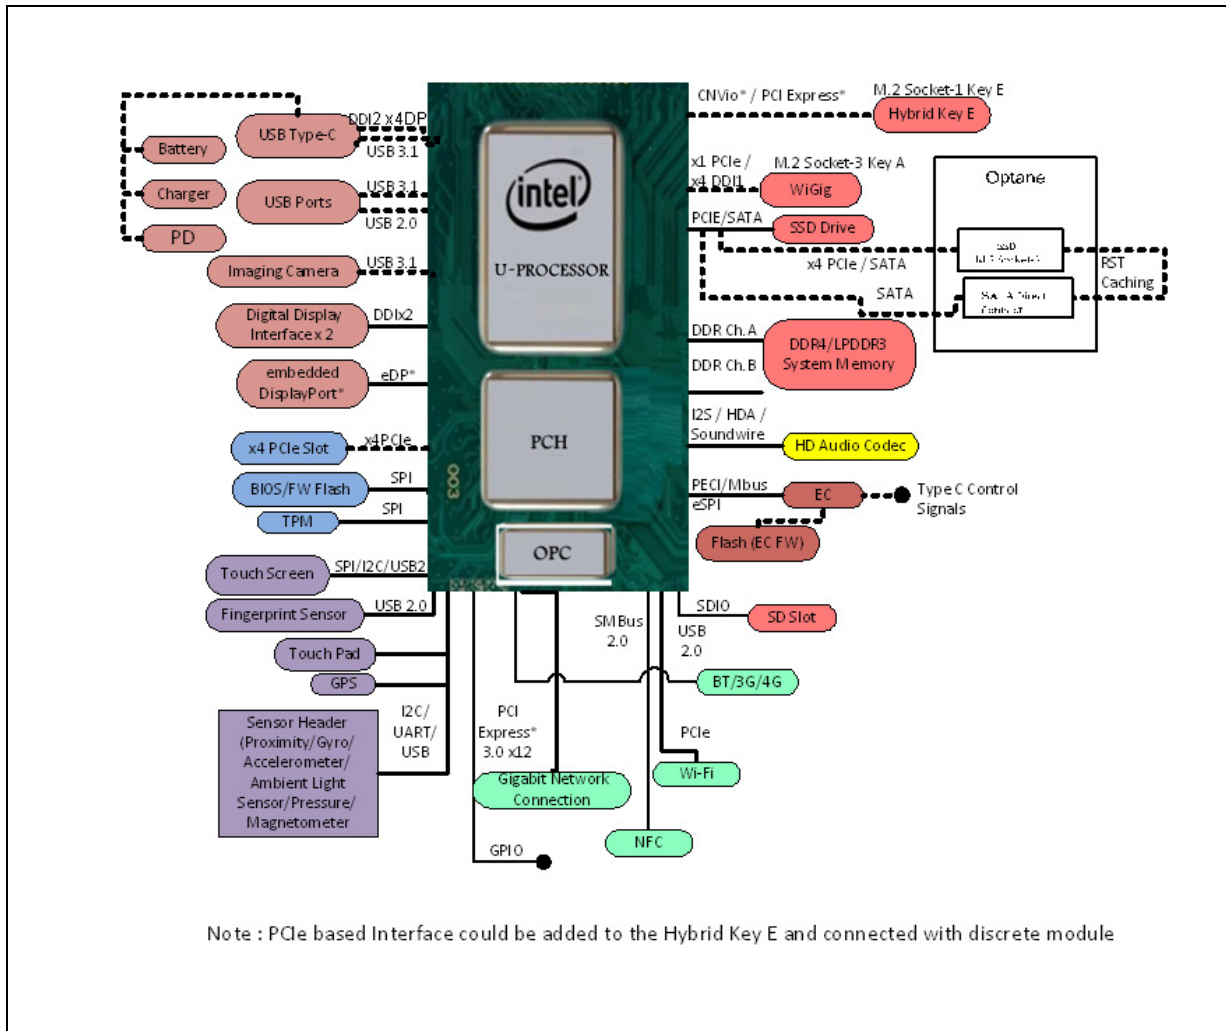 CNVio* / PCI Express*
M.2 Socket-1 Key E
Hybrid Key E
DDI2 x4DP
USB Type-C
USB 3.1
Battery
Charger
PD
USB 3.1
USB Ports
USB 2.0
Imaging Camera
USB 3.1
Digital Display
Interface x 2
DDIx2
embedded
DisplayPort*
eDP*
x4 PCIe Slot
x4PCIe
BIOS/FW Flash
SPI
TPM
SPI
Touch Screen
SPI/I2C/USB2
Fingerprint Sensor
USB 2.0
Touch Pad
GPS
Sensor Header
(Proximity/Gyro/
Accelerometer/
Ambient Light
Sensor/Pressure/
Magnetometer
I2C/
UART/
USB
intel
U-PROCESSOR
PCH
003
OPC
x1 PCIe /
x4 DDI1
M.2 Socket-3 Key A
WiGig
PCIE/SATA
SSD Drive
x4 PCIe / SATA
SATA
Optane
SSD
RST
Caching
DDR Ch.A
DDR Ch.B
DDR4/LPDDR3
System Memory
I2S / HDA /
Soundwire
HD Audio Codec
PECI/Mbus
eSPI
EC
Type C Control
Signals
Flash (EC FW)
SDIO
SD Slot
SMBus
2.0
USB
2.0
BT/3G/4G
PCI
Express*
3.0 x12
Gigabit Network
Connection
PCIe
Wi-Fi
NFC
GPIO
Note : PCIe based Interface could be added to the Hybrid Key E and connected with discrete module